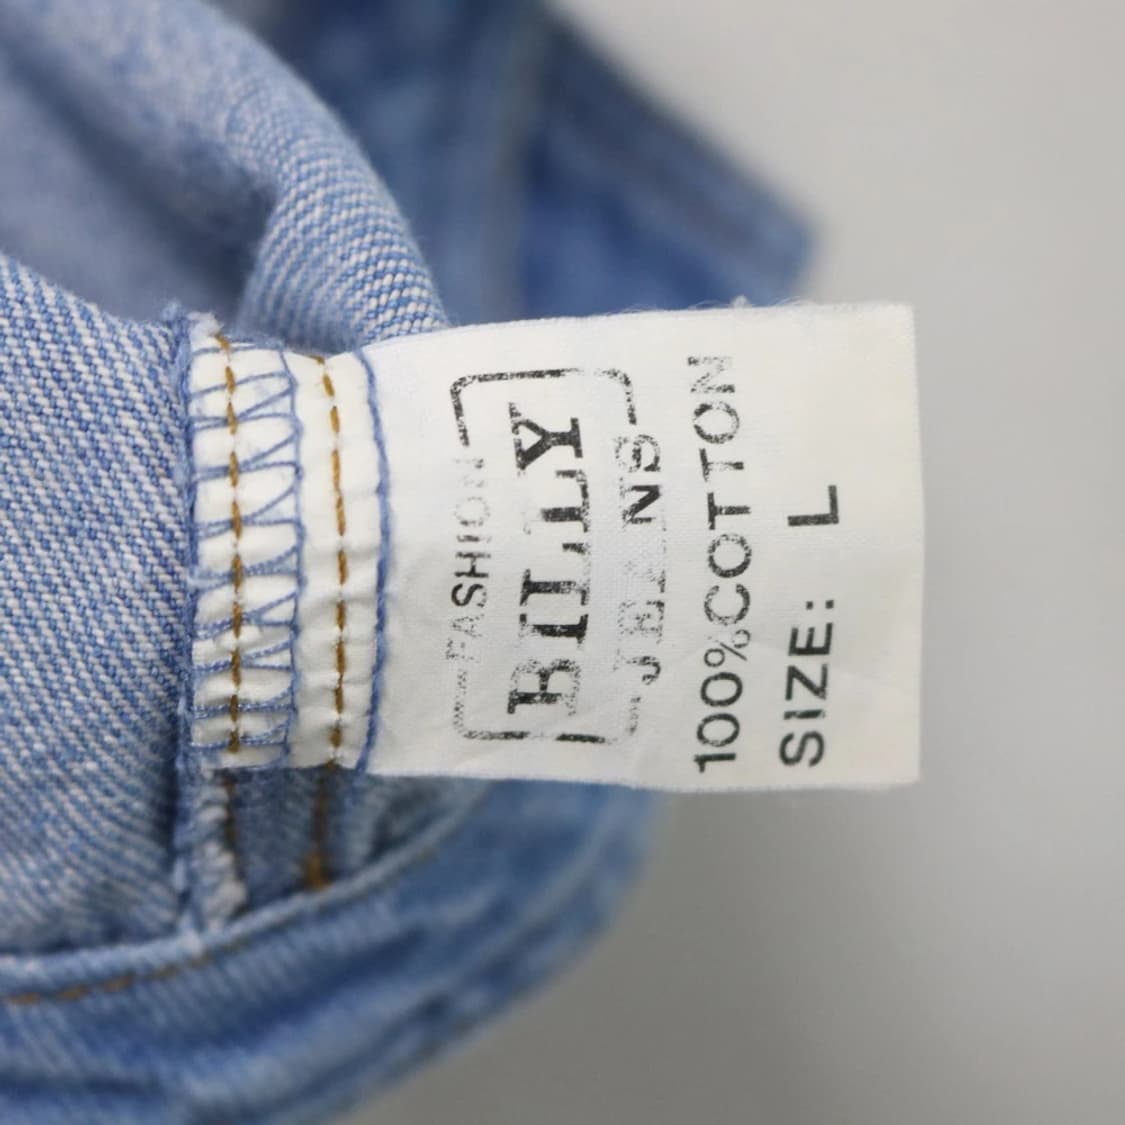 FASHION
BILLY
JEANS
100%COTTON
SIZE: L